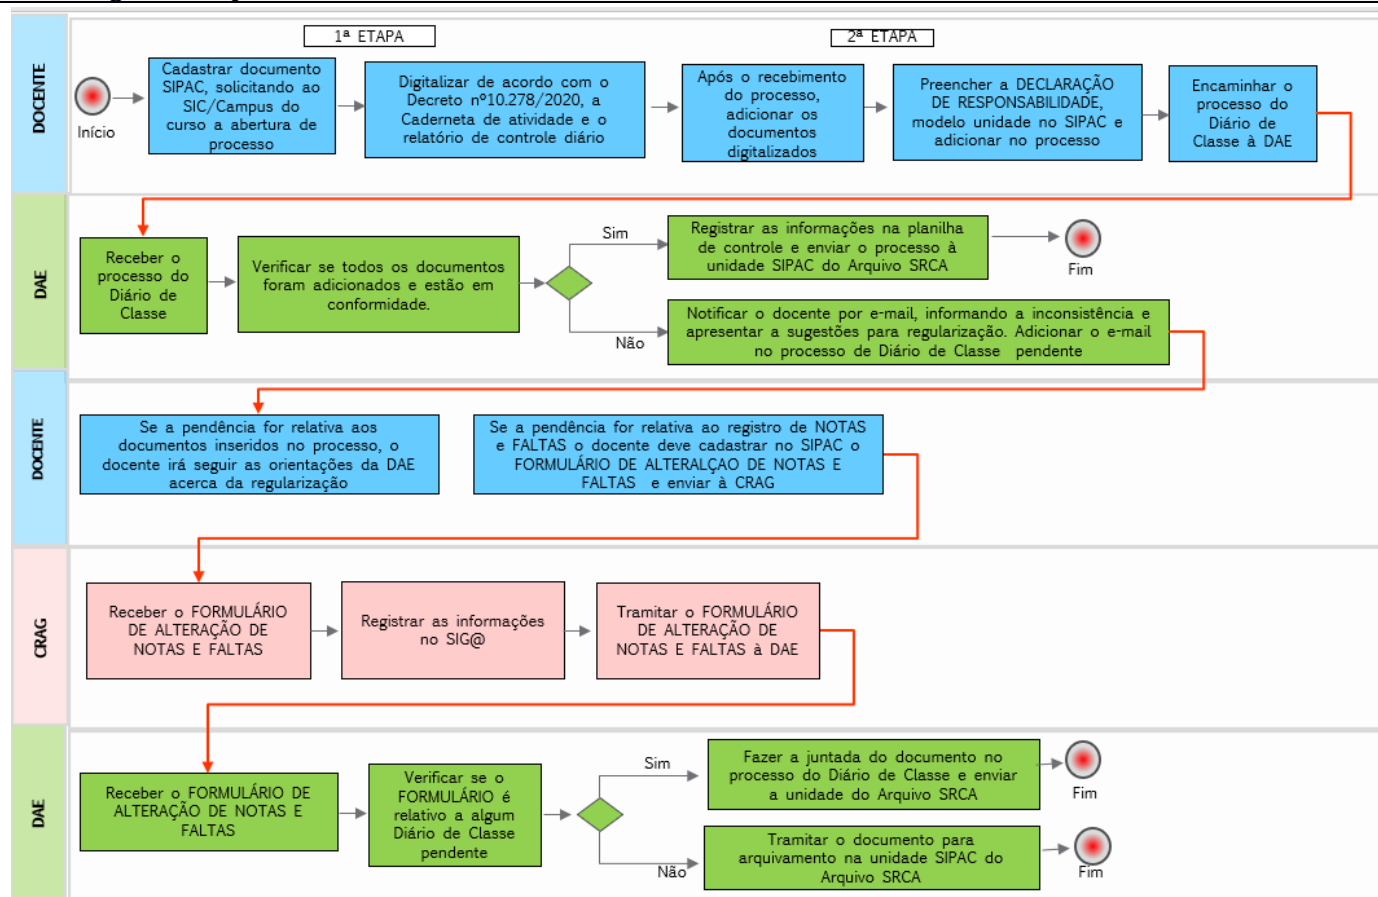 1ª ETAPA
2ª ETAPA
DOCENTE
Início
Cadastrar documento
SIPAC, solicitando ao
SIC/Campus do
curso a abertura de
processo
Digitalizar de acordo com o
Decreto nº10.278/2020, a
Caderneta de atividade e o
relatório de controle diário
Após o recebimento
do processo,
adicionar os
documentos
digitalizados
Preencher a DECLARAÇÃO
DE RESPONSABILIDADE,
modelo unidade no SIPAC e
adicionar no processo
Encaminhar o
processo do
Diário de
Classe à DAE
DAE
Receber o
processo do
Diário de
Classe
Verificar se todos os documentos
foram adicionados e estão em
conformidade.
Sim
Registrar as informações na planilha
de controle e enviar o processo à
unidade SIPAC do Arquivo SRCA
Fim
Não
Notificar o docente por e-mail, informando a inconsistência e
apresentar a sugestões para regularização. Adicionar o e-mail
no processo de Diário de Classe pendente
DOCENTE
Se a pendência for relativa aos
documentos inseridos no processo, o
docente irá seguir as orientações da DAE
acerca da regularização
Se a pendência for relativa ao registro de NOTAS
e FALTAS o docente deve cadastrar no SIPAC o
FORMULÁRIO DE ALTERALÇAO DE NOTAS E
FALTAS e enviar à CRAG
CRAG
Receber o FORMULÁRIO
DE ALTERAÇÃO DE
NOTAS E FALTAS
Registrar as informações
no SIG@
Tramitar o FORMULÁRIO
DE ALTERAÇÃO DE
NOTAS E FALTAS à DAE
DAE
Receber o FORMULÁRIO DE
ALTERAÇÃO DE NOTAS E
FALTAS
Verificar se o
FORMULÁRIO é
relativo a algum
Diário de Classe
pendente
Sim
Fazer a juntada do documento no
processo do Diário de Classe e enviar
a unidade do Arquivo SRCA
Fim
Não
Tramitar o documento para
arquivamento na unidade SIPAC do
Arquivo SRCA
Fim